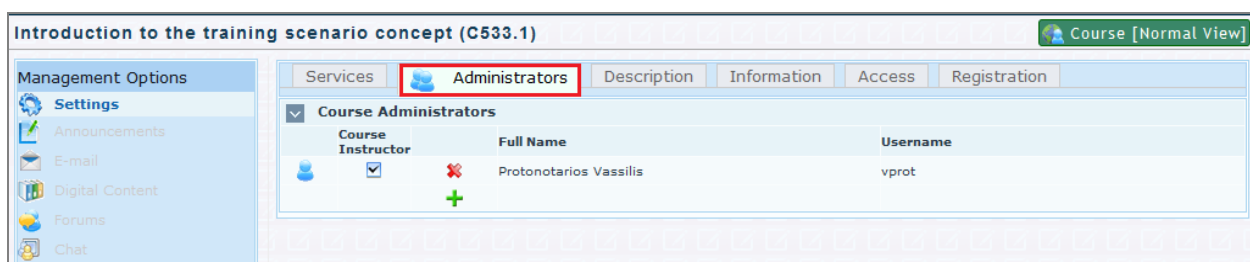 Introduction to the training scenario concept (C533.1)
Course [Normal View]
Management Options
Settings
Announcements
E-mail
Digital Content
Forums
Chat
Services
Administrators
Description
Information
Access
Registration
Course Administrators
Course
Instructor
Full Name
Username
Protonotarios Vassilis
vprot